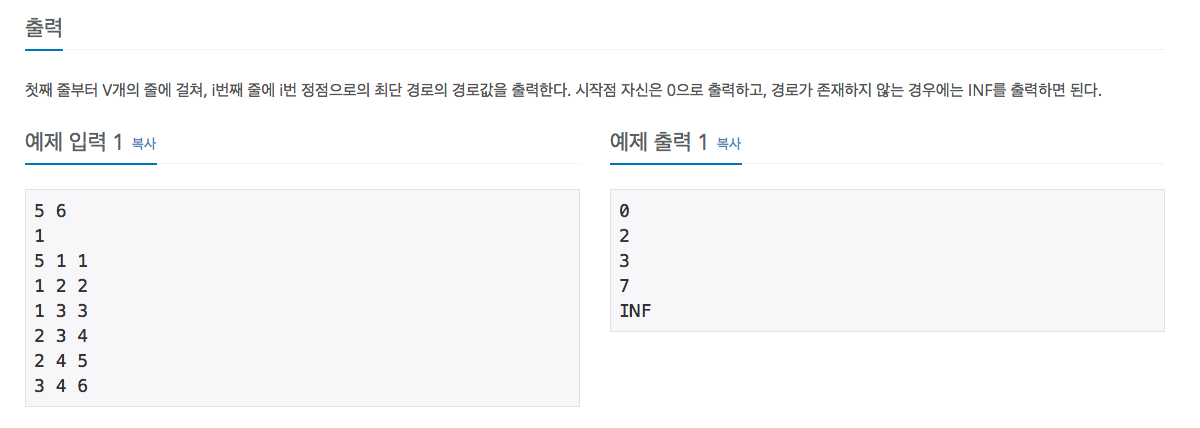 출력
첫째 줄부터 V개의 줄에 걸쳐, i번째 줄에 i번 정점으로의 최단 경로의 경로값을 출력한다. 시작점 자신은 0으로 출력하고, 경로가 존재하지 않는 경우에는 INF를 출력하면 된다.
예제 입력 1 복사
5 6
1
5 1 1
1 2 2
1 3 3
2 3 4
2 4 5
3 4 6
예제 출력 1 복사
0
2
3
7
INF